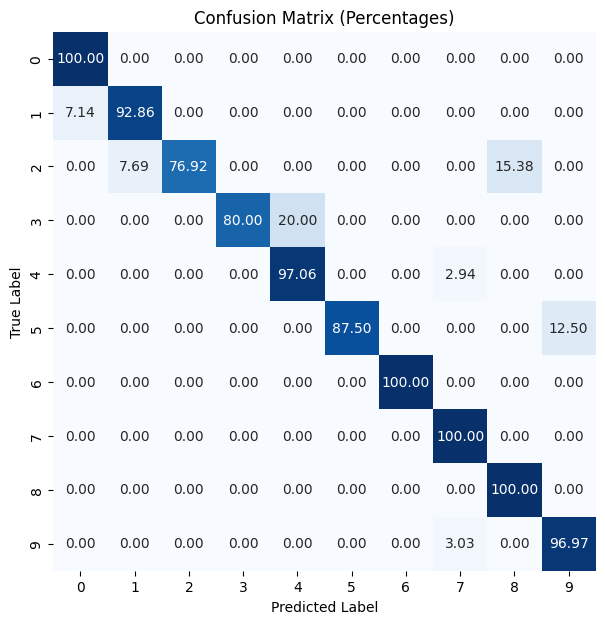 Confusion Matrix (Percentages)
0 100.00 0.00 0.00 0.00 0.00 0.00 0.00 0.00 0.00 0.00
1 7.14 92.86 0.00 0.00 0.00 0.00 0.00 0.00 0.00 0.00
2 0.00 7.69 76.92 0.00 0.00 0.00 0.00 0.00 15.38 0.00
3 0.00 0.00 0.00 80.00 20.00 0.00 0.00 0.00 0.00 0.00
4 0.00 0.00 0.00 0.00 97.06 0.00 0.00 2.94 0.00 0.00
True Label
5 0.00 0.00 0.00 0.00 0.00 87.50 0.00 0.00 0.00 12.50
6 0.00 0.00 0.00 0.00 0.00 0.00 100.00 0.00 0.00 0.00
7 0.00 0.00 0.00 0.00 0.00 0.00 0.00 100.00 0.00 0.00
8 0.00 0.00 0.00 0.00 0.00 0.00 0.00 0.00 100.00 0.00
9 0.00 0.00 0.00 0.00 0.00 0.00 0.00 3.03 0.00 96.97
0 1 2 3 4 5 6 7 8 9
Predicted Label